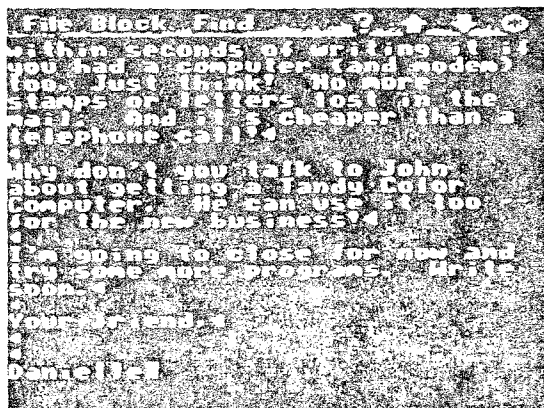 File Block Find ?
within seconds of writing it if
you had a computer (and modem)
too. Just think! No more
stamps or letters lost in the
mail. And it's cheaper than a
telephone call!
Why don't you talk to John
about getting a Tandy Color
Computer. We can use it too
for the new business!
I'm going to close for now and
try some more programs. Write
soon.
Your friend,
Danielle